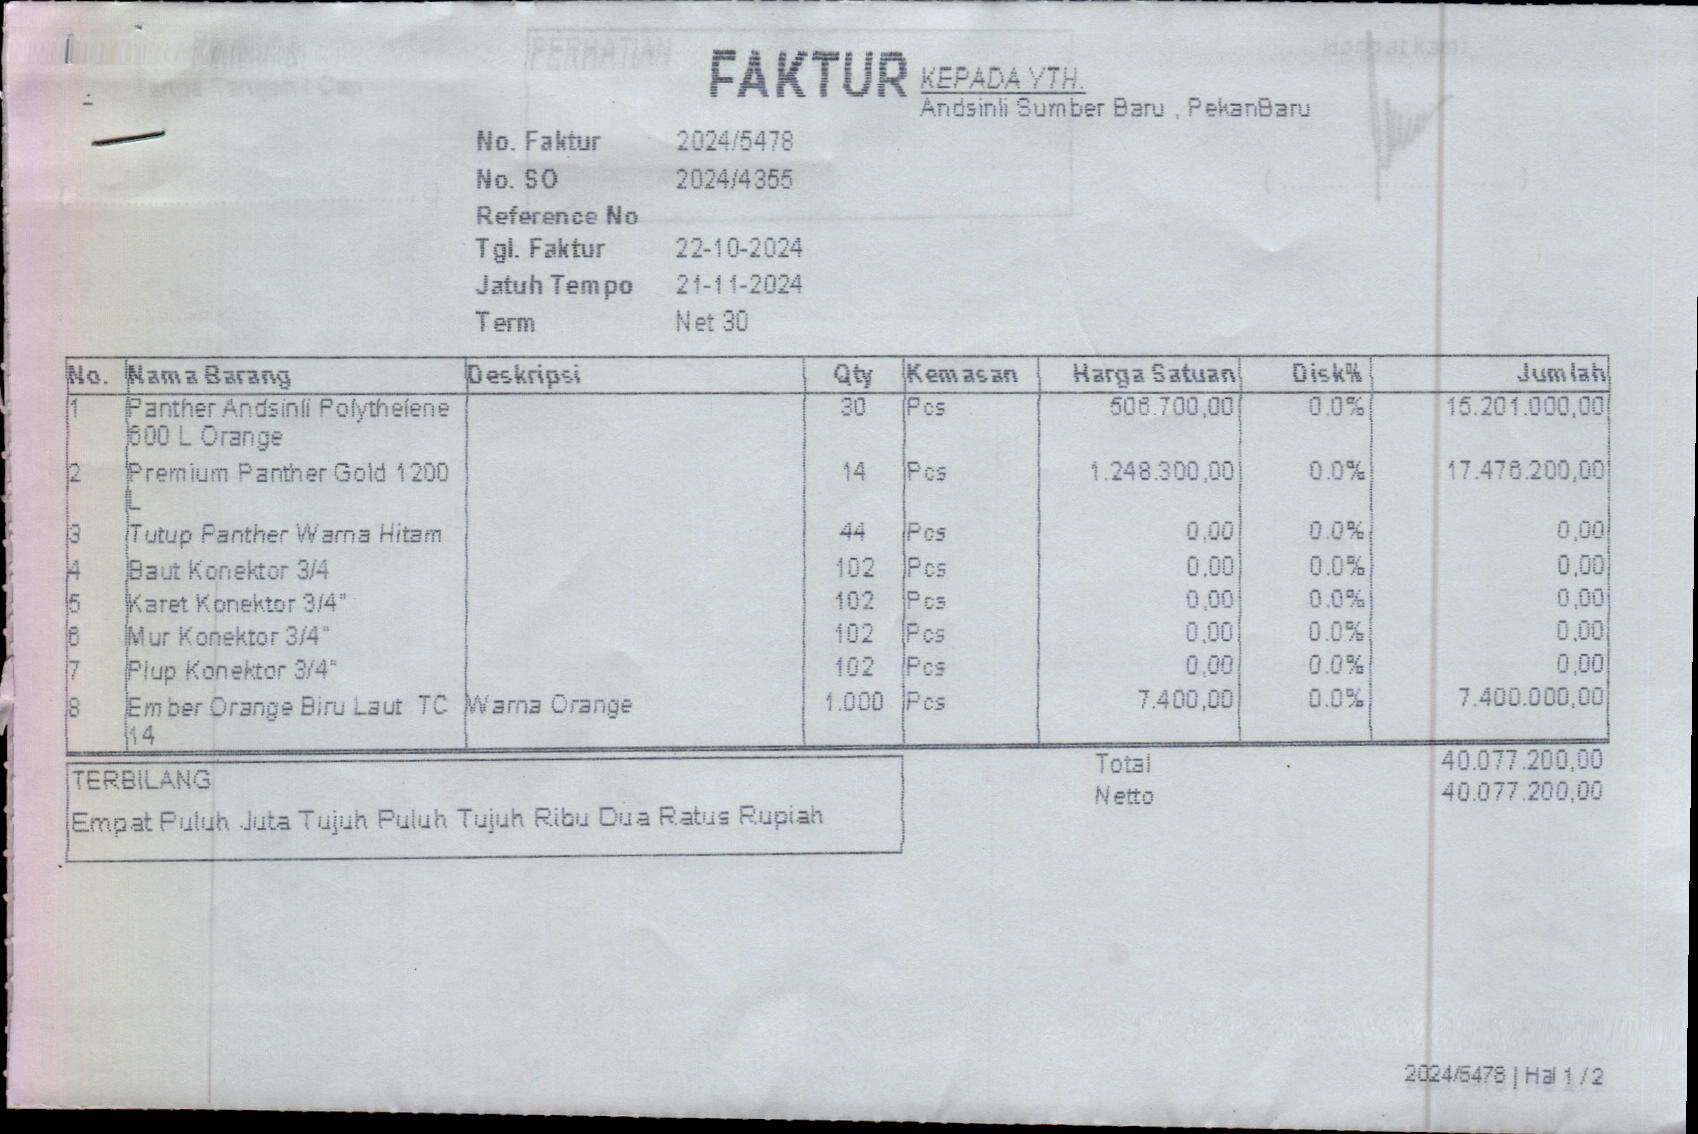 FAKTUR
KEPADA YTH.
Andsinli Sumber Baru , PekanBaru
No. Faktur 2024/5478
No. SO 2024/4355
Reference No
Tgl. Faktur 22-10-2024
Jatuh Tempo 21-11-2024
Term Net 30
No. Nama Barang Deskripsi Qty Kemasan Harga Satuan Disk% Jumlah
1 Panther Andsinli Polythelene 30 Pcs 506.700,00 0.0% 15.201.000,00
600 L Orange
2 Premium Panther Gold 1200 14 Pcs 1.248.300,00 0.0% 17.476.200,00
L
3 Tutup Panther Warna Hitam 44 Pcs 0,00 0.0% 0,00
4 Baut Konektor 3/4 102 Pcs 0,00 0.0% 0,00
5 Karet Konektor 3/4" 102 Pcs 0,00 0.0% 0,00
6 Mur Konektor 3/4" 102 Pcs 0,00 0.0% 0,00
7 Plup Konektor 3/4" 102 Pcs 0,00 0.0% 0,00
8 Ember Orange Biru Laut TC Warna Orange 1.000 Pcs 7.400,00 0.0% 7.400.000,00
14
Total 40.077.200,00
Netto 40.077.200,00
TERBILANG
Empat Puluh Juta Tujuh Puluh Tujuh Ribu Dua Ratus Rupiah
2024/5478 | Hal 1 / 2
PERHATIAN
Hormat kami